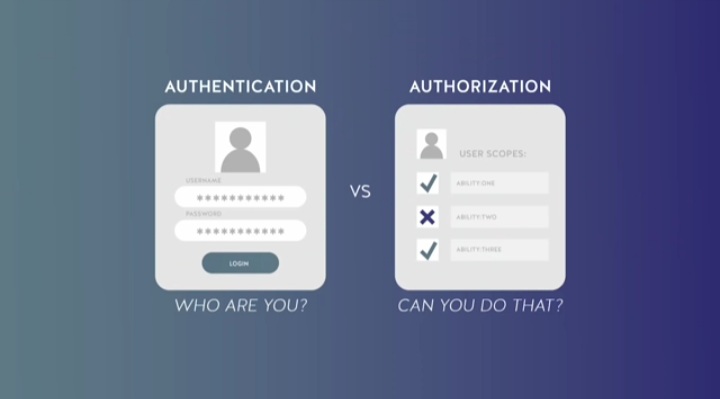 AUTHENTICATION
USERNAME
***********
PASSWORD
***********
LOGIN
WHO ARE YOU?
VS
AUTHORIZATION
USER SCOPES:
ABILITY:ONE
ABILITY:TWO
ABILITY:THREE
CAN YOU DO THAT?